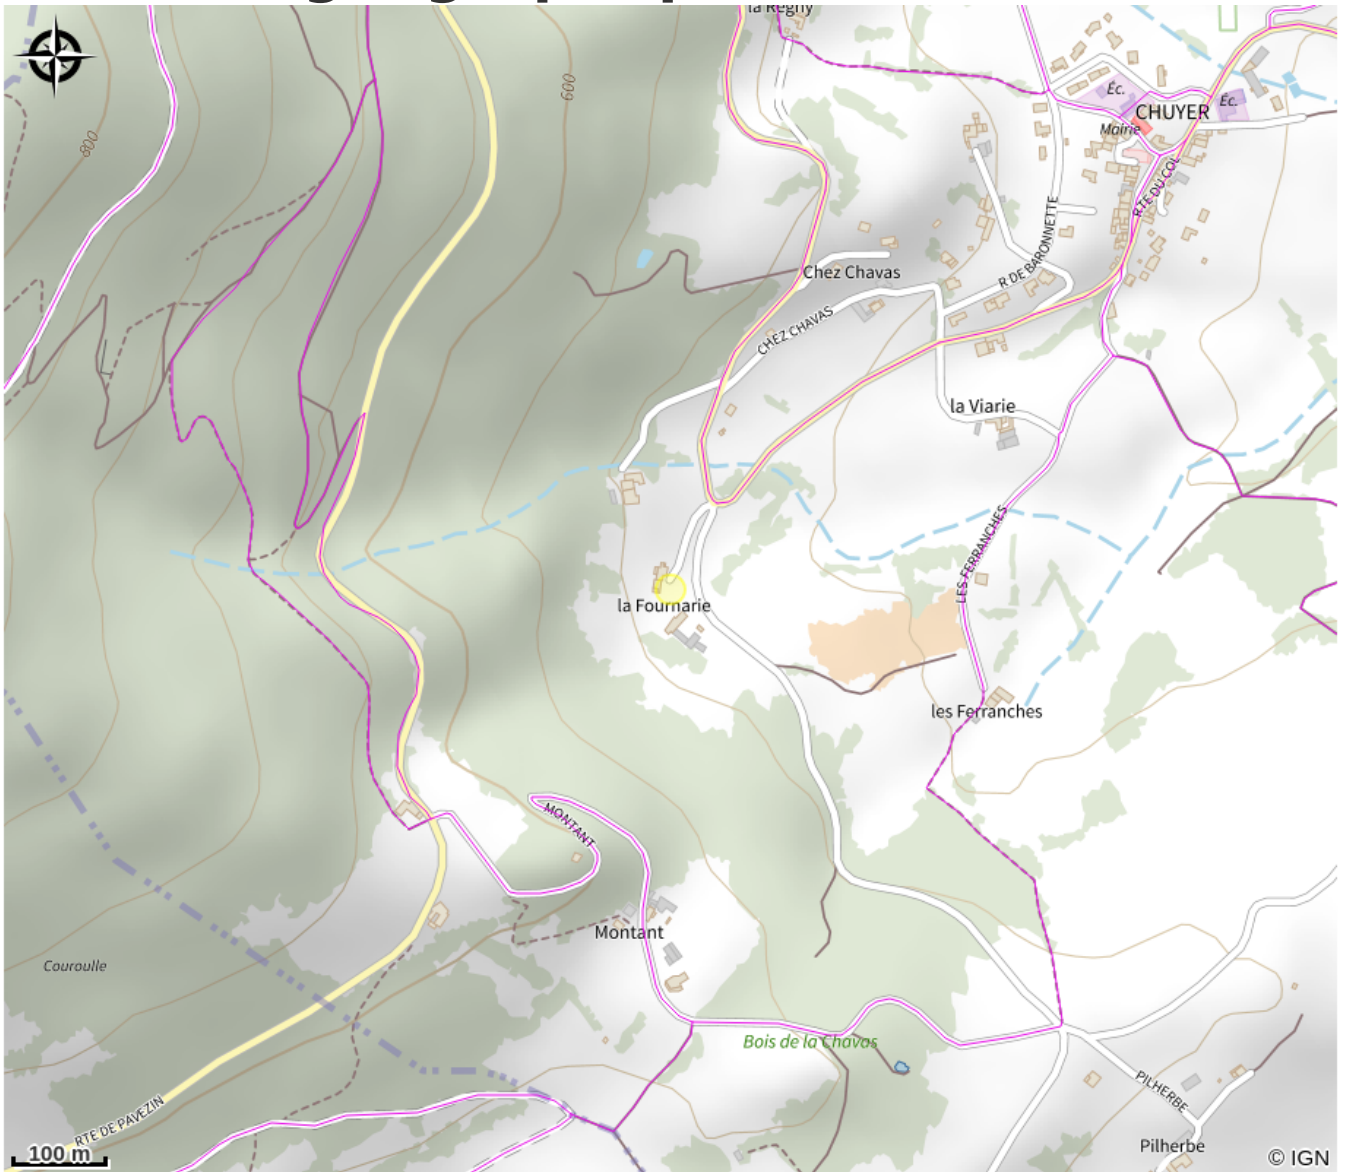 la Régny
600
800
Éc.
Éc.
CHUYER
Mairie
RTE DU COL
R DE BARONNETTE
Chez Chavas
CHEZ CHAVAS
la Viarie
LES FERRANCHES
la Fournarie
les Ferranches
MONTANT
Montant
Couroulle
Bois de la Chavas
PILHERBE
RTE DE PAVEZIN
Pilherbe
100 m
© IGN